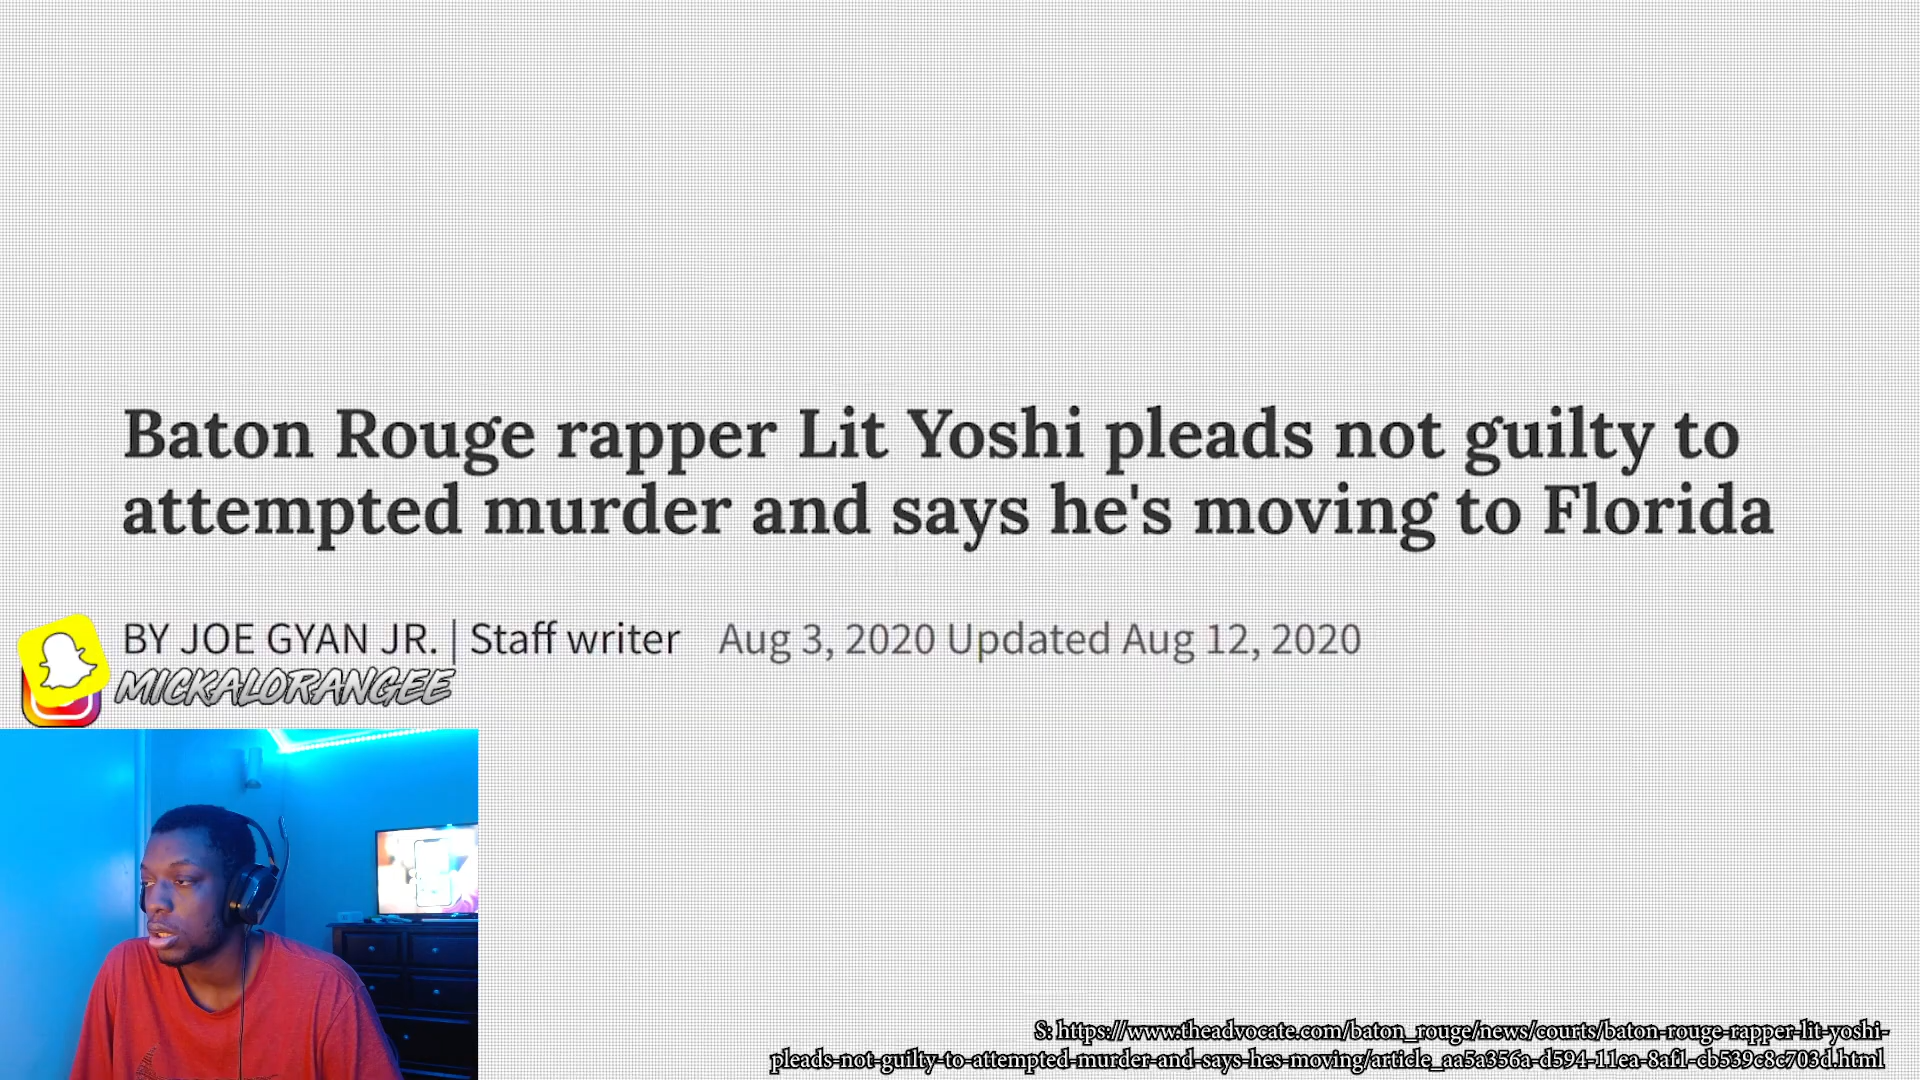 Baton Rouge rapper Lit Yoshi pleads not guilty to
attempted murder and says he's moving to Florida
BY JOE GYAN JR. | Staff writer Aug 3, 2020 Updated Aug 12, 2020
MICKALORANGEE
S: https://www.theadvocate.com/baton_rouge/news/courts/baton-rouge-rapper-lit-yoshi-
pleads-not-guilty-to-attempted-murder-and-says-hes-moving/article_aa5a356a-d594-11ea-8af1-cb539c8c703d.html